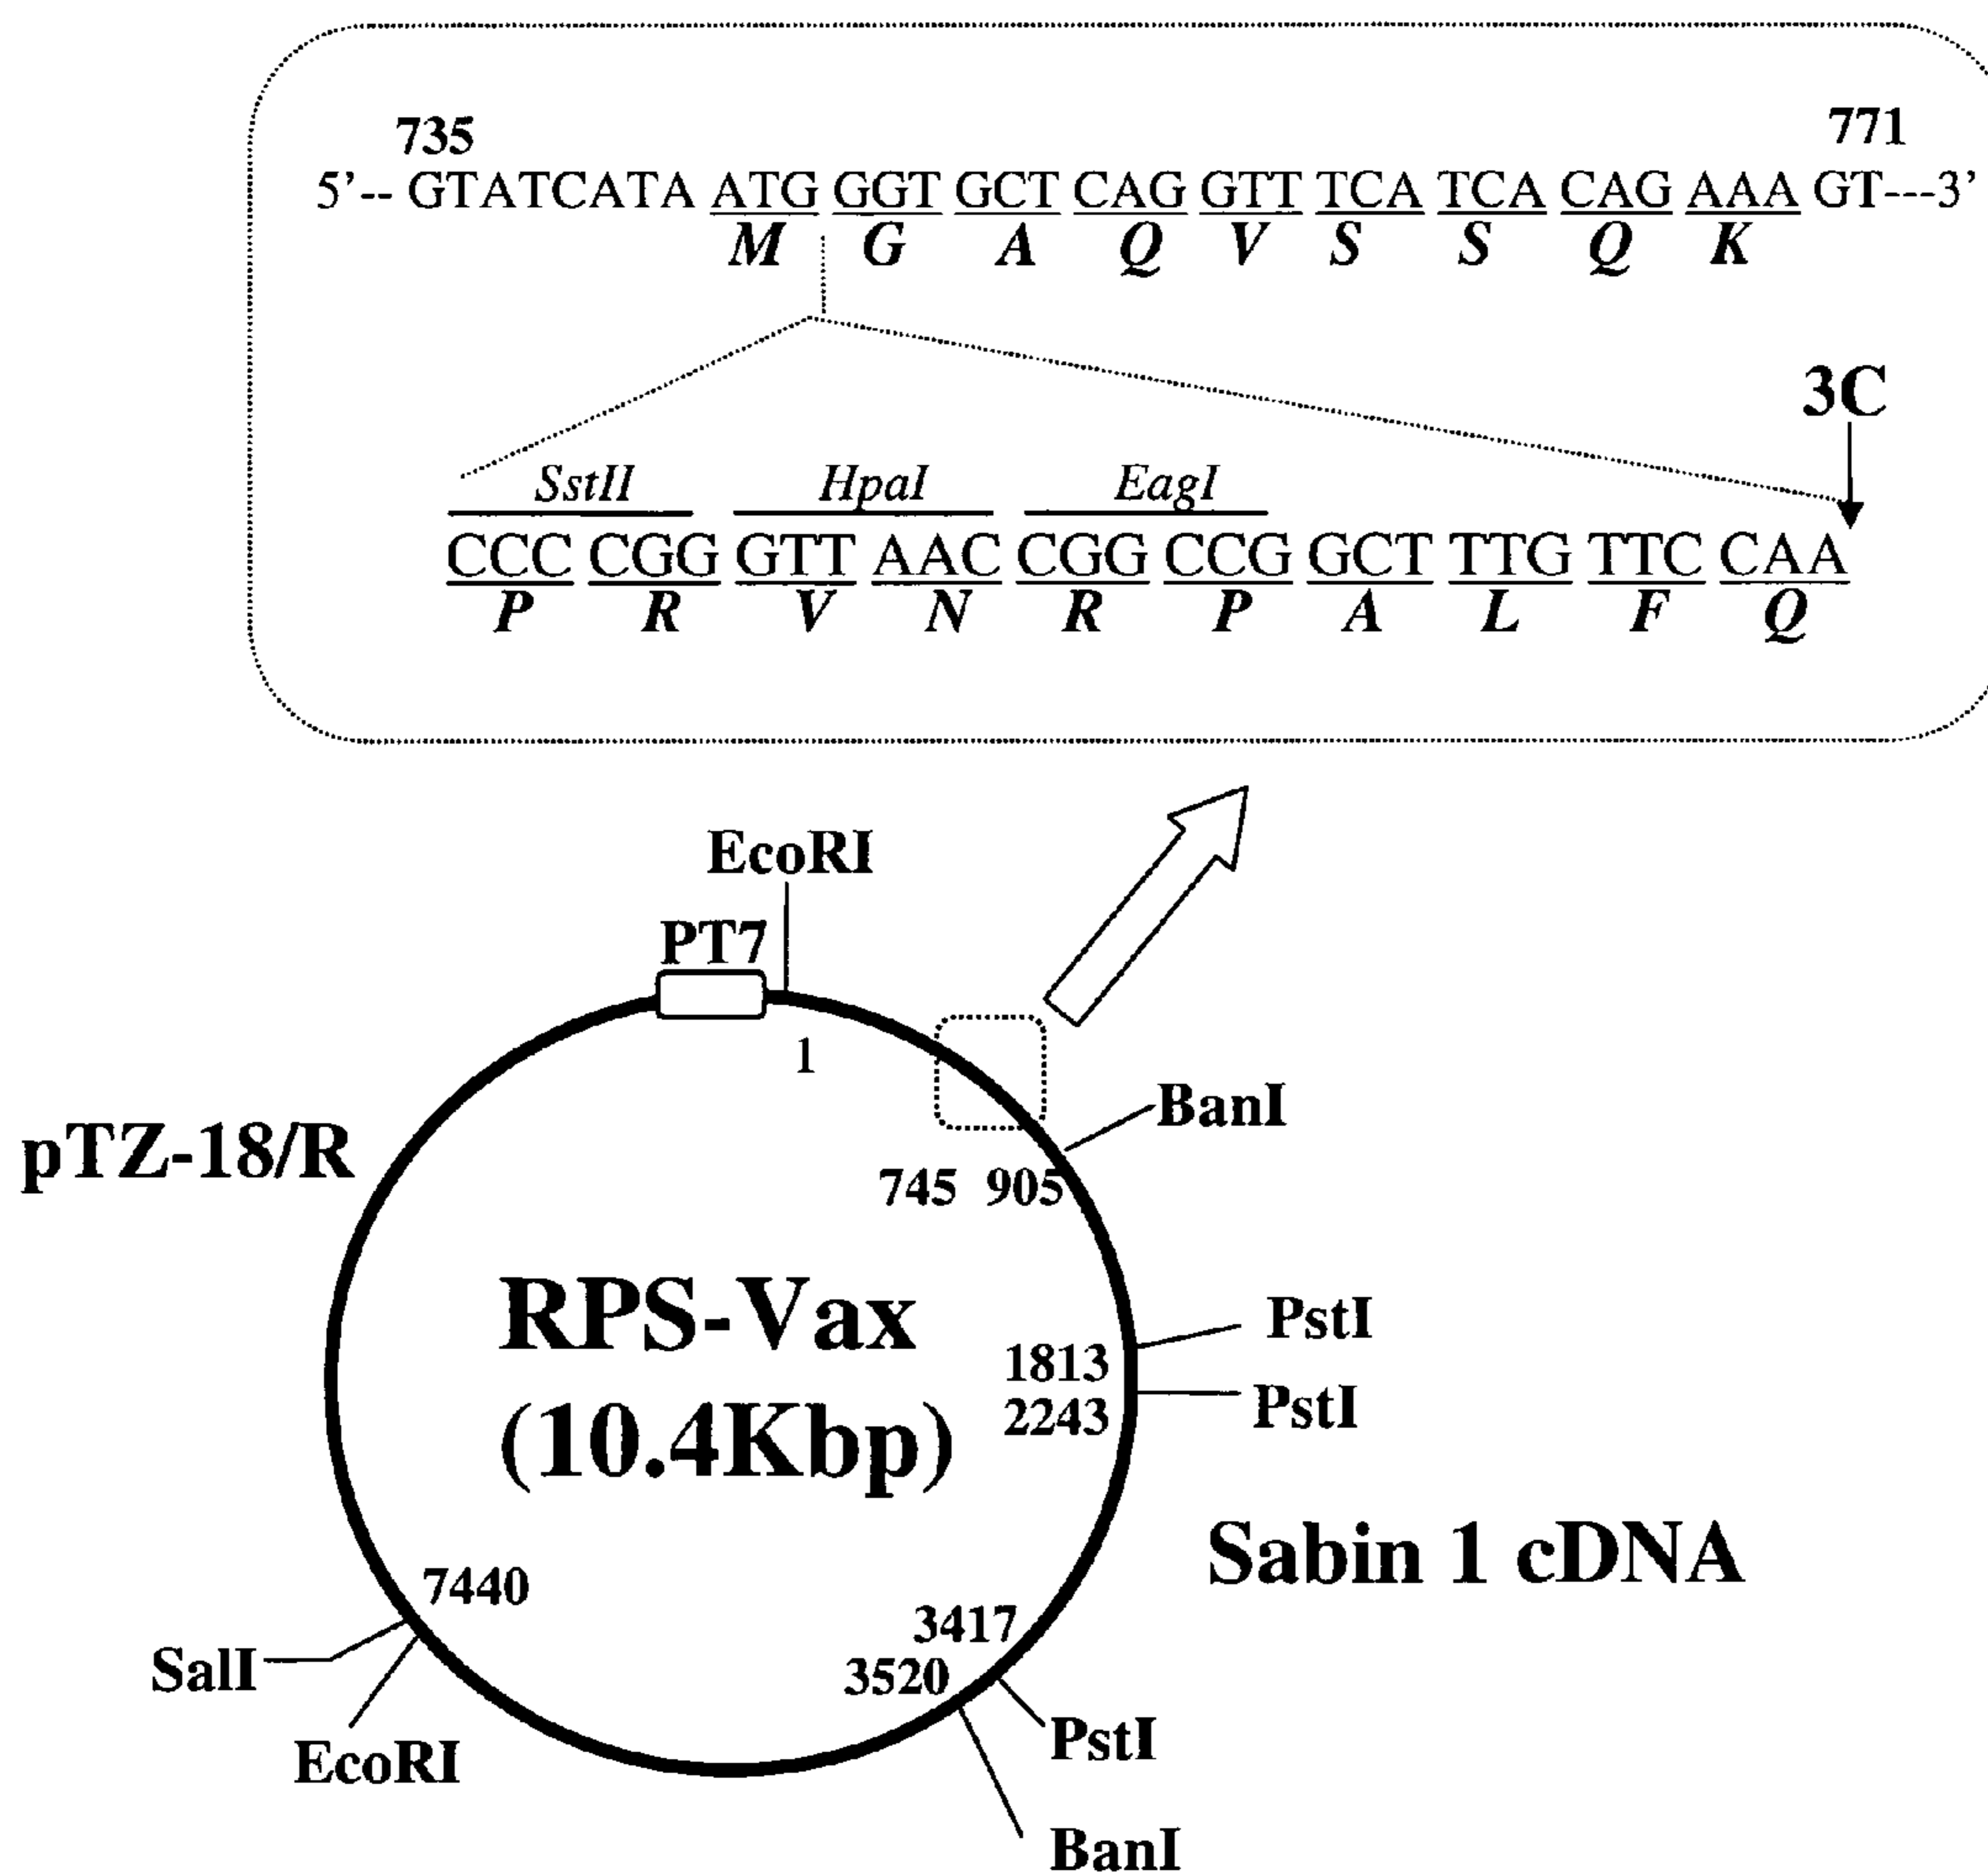 735 771
5'-- GTATCATA ATG GGT GCT CAG GTT TCA TCA CAG AAA GT---3'
M G A Q V S S Q K
3C
SstII HpaI EagI
CCC CGG GTT AAC CGG CCG GCT TTG TTC CAA
P R V N R P A L F Q
EcoRI
PT7
1
BanI
pTZ-18/R
745 905
RPS-Vax
(10.4Kbp)
PstI
1813
2243
PstI
Sabin 1 cDNA
7440
3417
3520
SalI
EcoRI
PstI
BanI